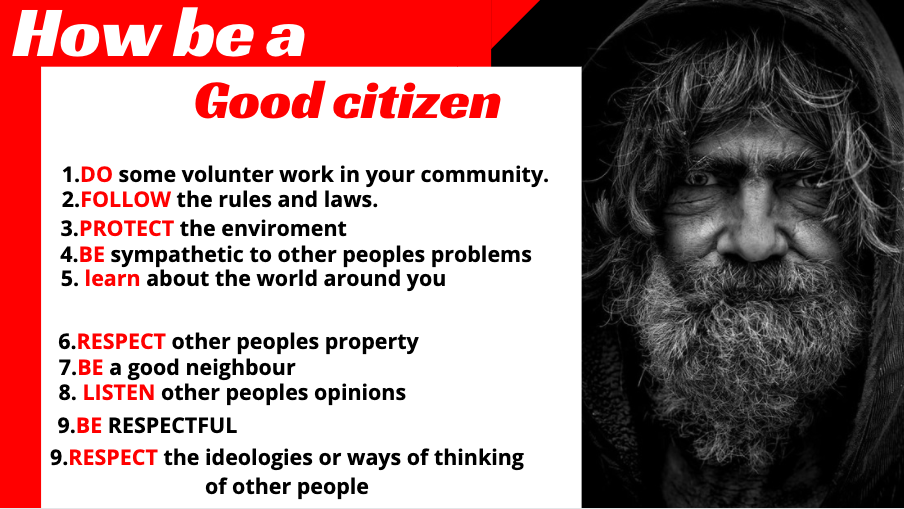 How be a
Good citizen
1.DO some volunter work in your community.
2.FOLLOW the rules and laws.
3.PROTECT the enviroment
4.BE sympathetic to other peoples problems
5. learn about the world around you
6.RESPECT other peoples property
7.BE a good neighbour
8. LISTEN other peoples opinions
9.BE RESPECTFUL
9.RESPECT the ideologies or ways of thinking
of other people